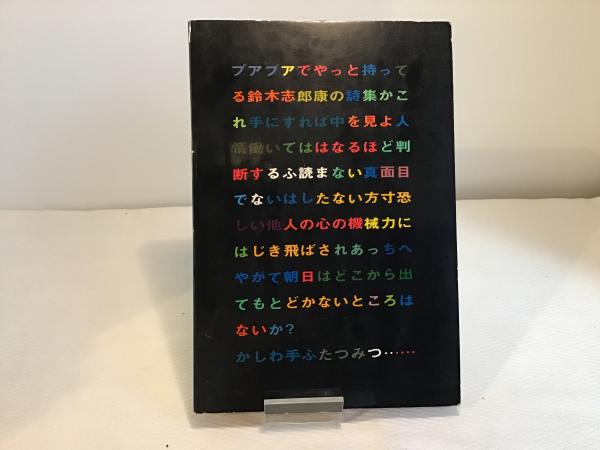 プアプアでやっと持って
る鈴木志郎康の詩集かこ
れ手にすれば中を見よ人
情働いてははなるほど判
断するふ読まない真面目
でないはしたない方寸恐
しい他人の心の機械力に
はじき飛ばされあっちへ
やがて朝日はどこから出
てもとどかないところは
ないか?
かしわ手ふたつみつ……